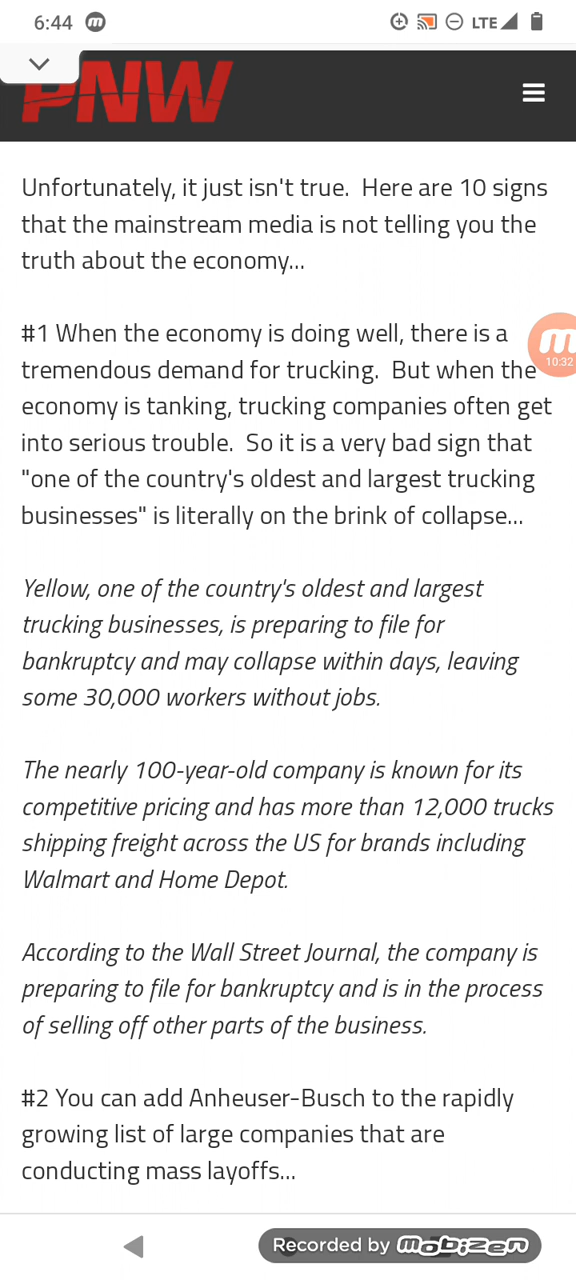 6:44
LTE
PNW
Unfortunately, it just isn't true.  Here are 10 signs
that the mainstream media is not telling you the
truth about the economy...
#1 When the economy is doing well, there is a
tremendous demand for trucking.  But when the
10:32
economy is tanking, trucking companies often get
into serious trouble.  So it is a very bad sign that
"one of the country's oldest and largest trucking
businesses" is literally on the brink of collapse...
Yellow, one of the country's oldest and largest
trucking businesses, is preparing to file for
bankruptcy and may collapse within days, leaving
some 30,000 workers without jobs.
The nearly 100-year-old company is known for its
competitive pricing and has more than 12,000 trucks
shipping freight across the US for brands including
Walmart and Home Depot.
According to the Wall Street Journal, the company is
preparing to file for bankruptcy and is in the process
of selling off other parts of the business.
#2 You can add Anheuser-Busch to the rapidly
growing list of large companies that are
conducting mass layoffs...
Recorded by mobizen